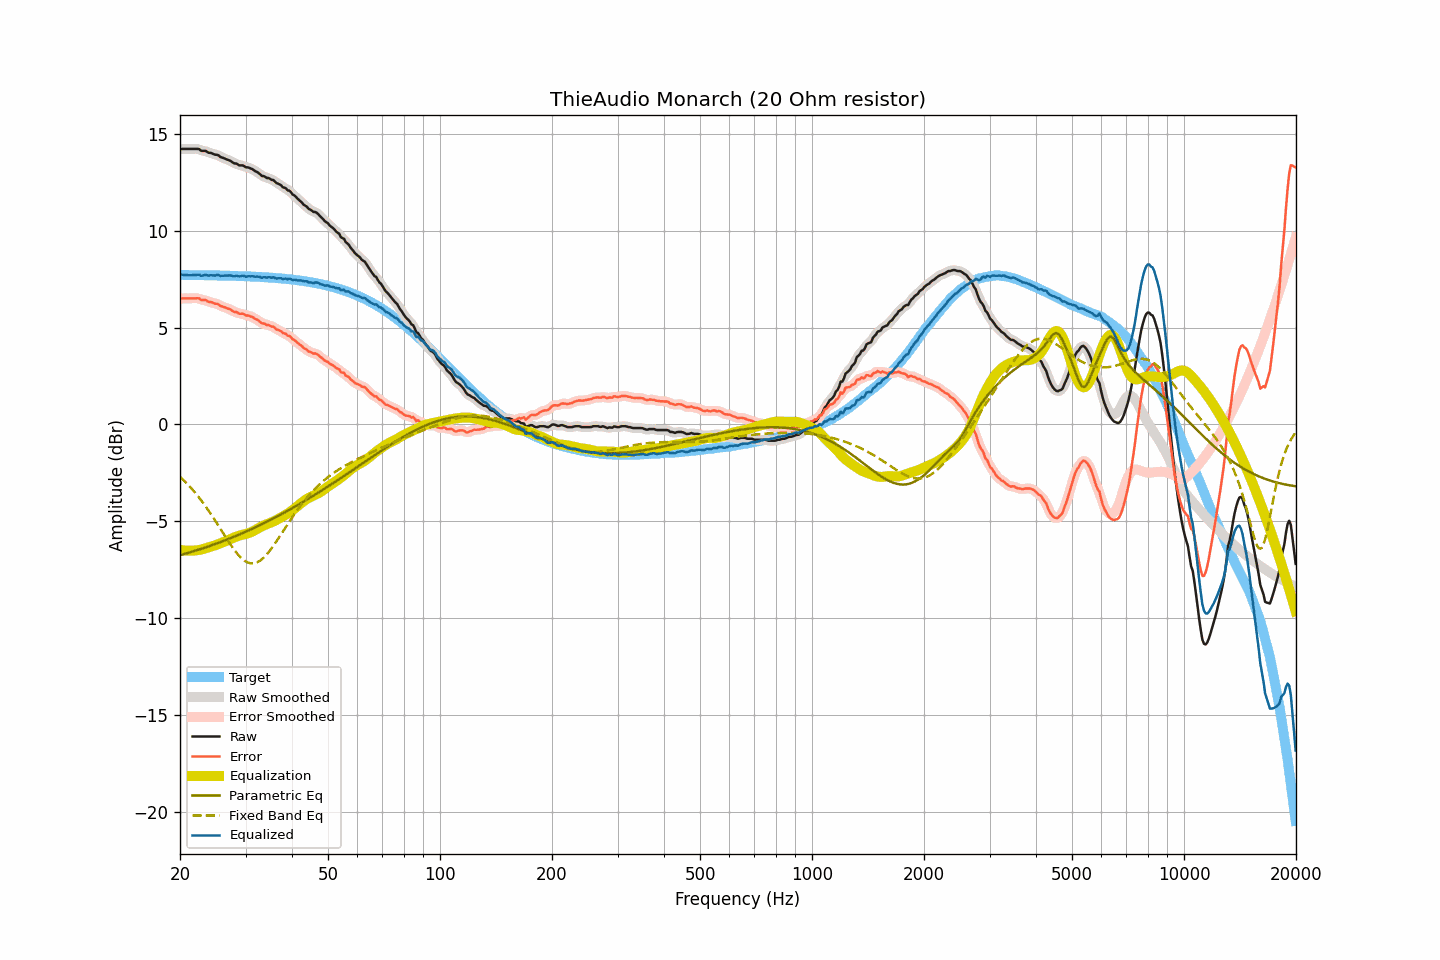 ThieAudio Monarch (20 Ohm resistor)
15
10
5
0
−5
−10
−15
−20
Amplitude (dBr)
Target
Raw Smoothed
Error Smoothed
Raw
Error
Equalization
Parametric Eq
Fixed Band Eq
Equalized
20 50 100 200 500 1000 2000 5000 10000 20000
Frequency (Hz)